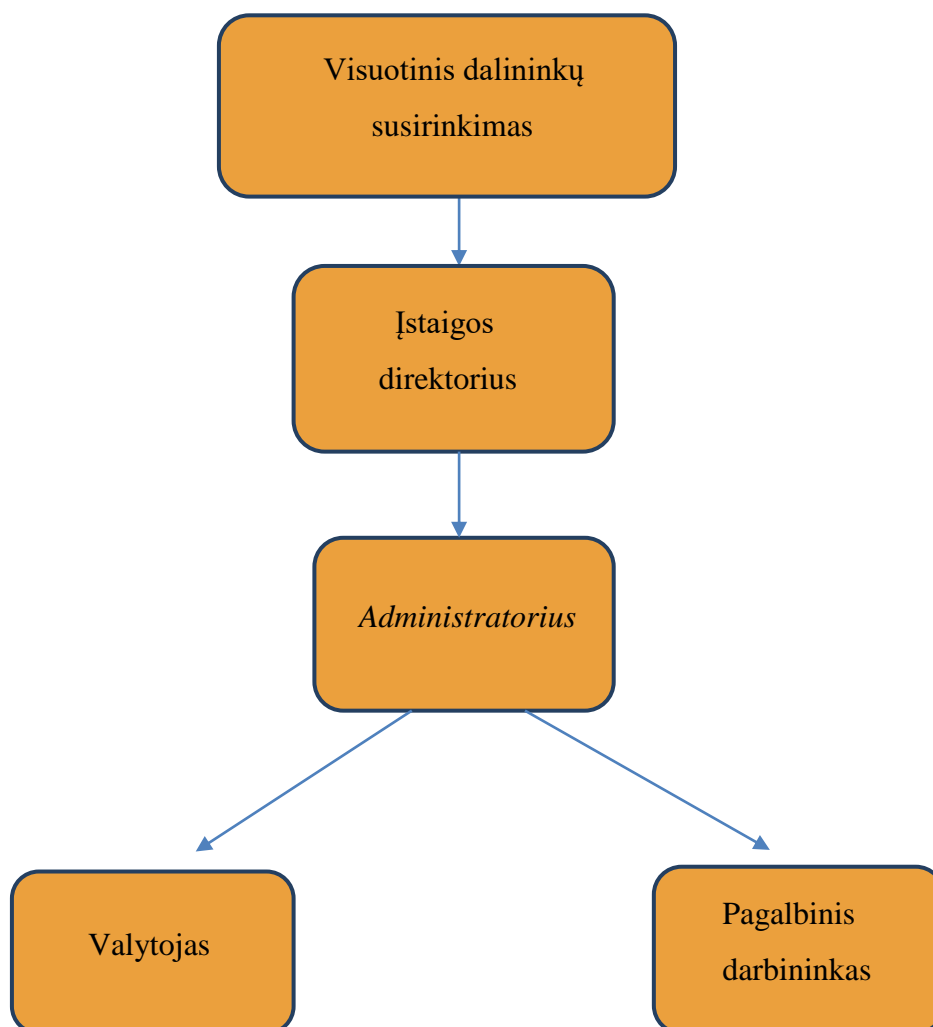 Visuotinis dalininkų
susirinkimas
Įstaigos
direktorius
Administratorius
Valytojas
Pagalbinis
darbininkas